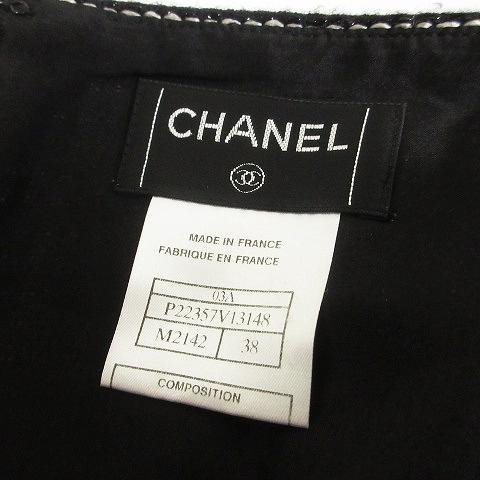 CHANEL
MADE IN FRANCE
FABRIQUE EN FRANCE
03A
P22357V13148
M2142 38
COMPOSITION